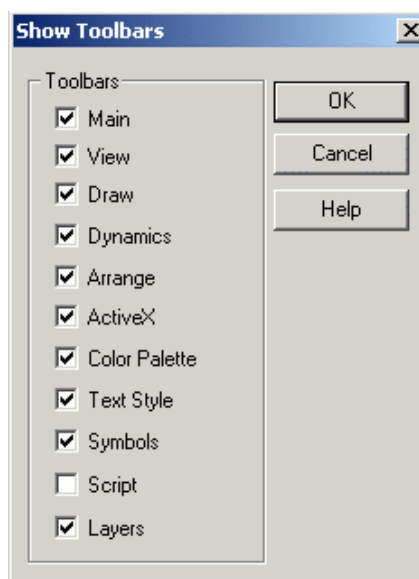 Show Toolbars
Toolbars
Main
View
Draw
Dynamics
Arrange
ActiveX
Color Palette
Text Style
Symbols
Script
Layers
OK
Cancel
Help